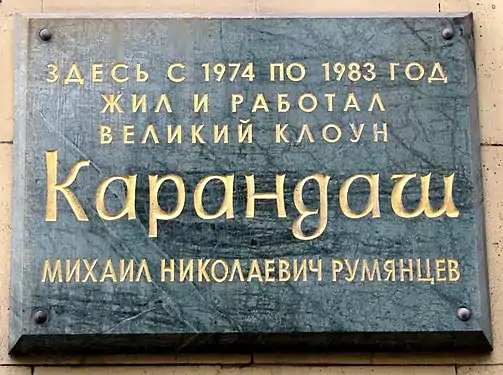 ЗДЕСЬ С 1974 ПО 1983 ГОД
ЖИЛ И РАБОТАЛ
ВЕЛИКИЙ КЛОУН
Карандаш
МИХАИЛ НИКОЛАЕВИЧ РУМЯНЦЕВ